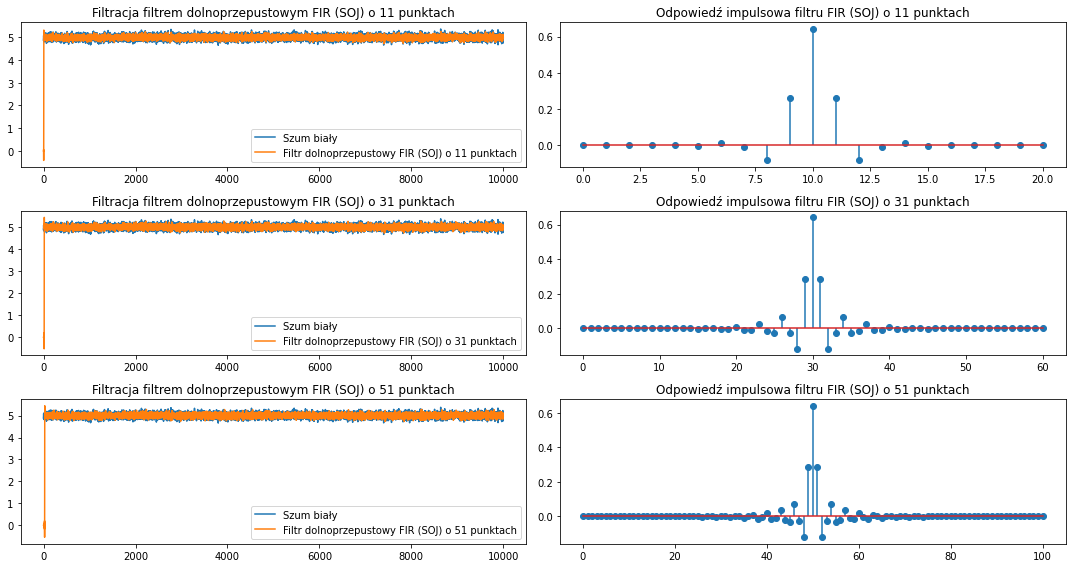 Filtracja filtrem dolnoprzepustowym FIR (SOJ) o 11 punktach
5
4
3
2
1
0
Szum biały
Filtr dolnoprzepustowy FIR (SOJ) o 11 punktach
0 2000 4000 6000 8000 10000
Odpowiedź impulsowa filtru FIR (SOJ) o 11 punktach
0.6
0.4
0.2
0.0
0.0 2.5 5.0 7.5 10.0 12.5 15.0 17.5 20.0
Filtracja filtrem dolnoprzepustowym FIR (SOJ) o 31 punktach
5
4
3
2
1
0
Szum biały
Filtr dolnoprzepustowy FIR (SOJ) o 31 punktach
0 2000 4000 6000 8000 10000
Odpowiedź impulsowa filtru FIR (SOJ) o 31 punktach
0.6
0.4
0.2
0.0
0 10 20 30 40 50 60
Filtracja filtrem dolnoprzepustowym FIR (SOJ) o 51 punktach
5
4
3
2
1
0
Szum biały
Filtr dolnoprzepustowy FIR (SOJ) o 51 punktach
0 2000 4000 6000 8000 10000
Odpowiedź impulsowa filtru FIR (SOJ) o 51 punktach
0.6
0.4
0.2
0.0
0 20 40 60 80 100